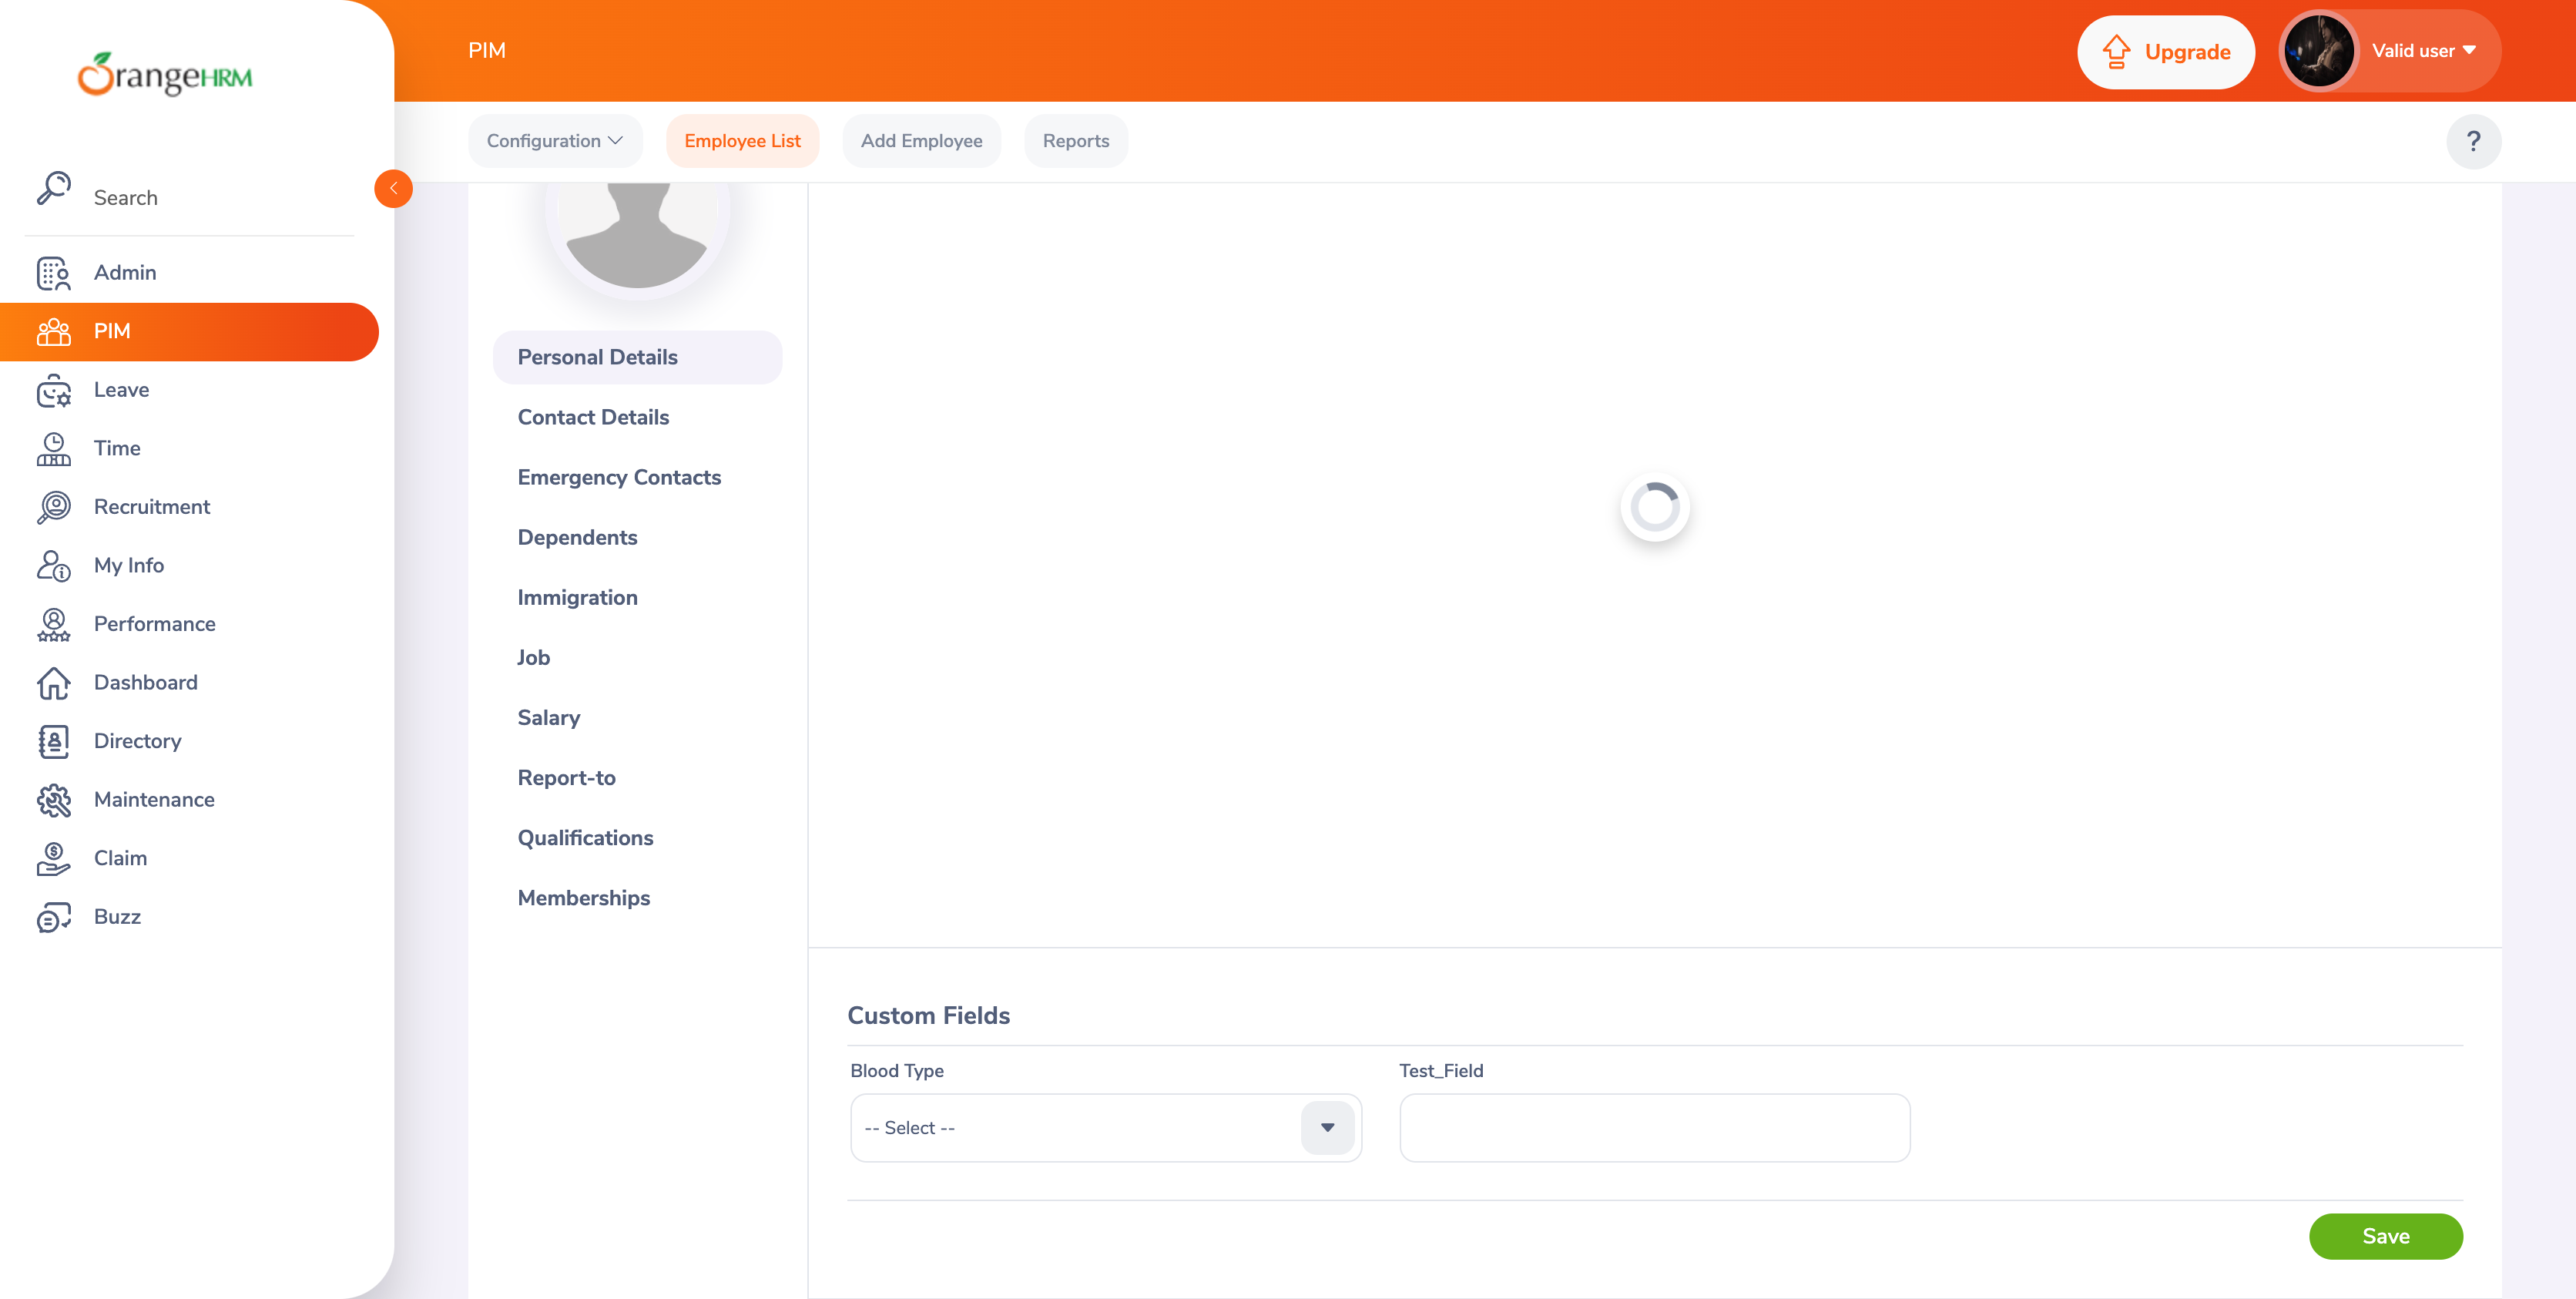 OrangeHRM
PIM
Upgrade
Valid user
Configuration
Employee List
Add Employee
Reports
?
Search
Admin
PIM
Leave
Time
Recruitment
My Info
Performance
Dashboard
Directory
Maintenance
Claim
Buzz
Personal Details
Contact Details
Emergency Contacts
Dependents
Immigration
Job
Salary
Report-to
Qualifications
Memberships
Custom Fields
Blood Type
Test_Field
-- Select --
Save